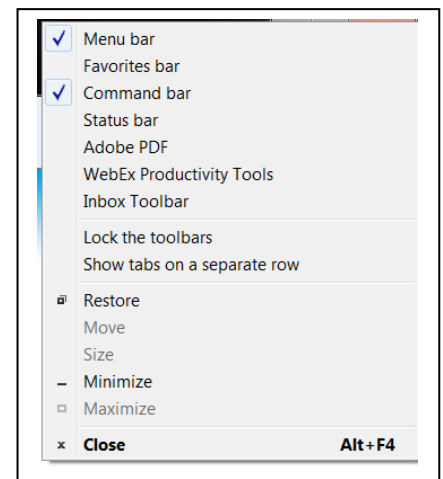 Menu bar
Favorites bar
Command bar
Status bar
Adobe PDF
WebEx Productivity Tools
Inbox Toolbar
Lock the toolbars
Show tabs on a separate row
Restore
Move
Size
Minimize
Maximize
Close Alt+F4